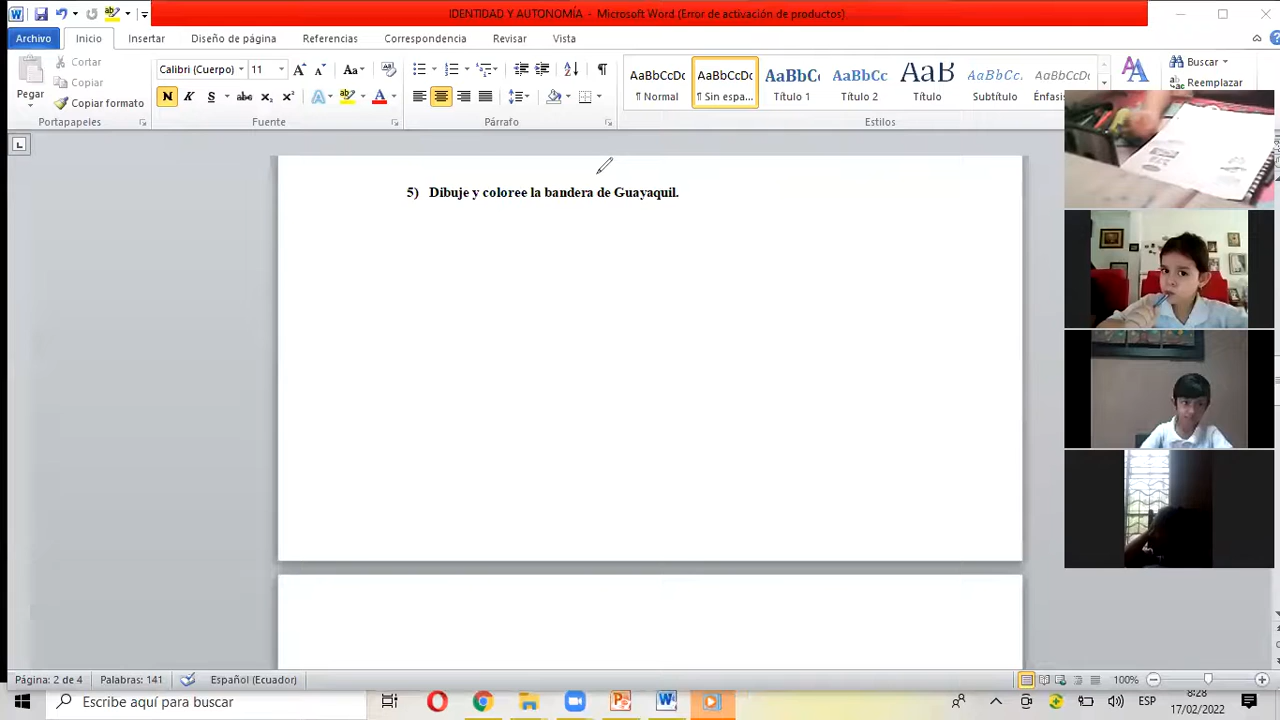 IDENTIDAD Y AUTONOMÍA - Microsoft Word (Error de activación de productos)
Archivo Inicio Insertar Diseño de página Referencias Correspondencia Revisar Vista
Cortar
Copiar
Copiar formato
Pegar
Portapapeles
Calibri (Cuerpo) 11
Fuente
Párrafo
AaBbCcDc AaBbCcDc AaBbC AaBbCc AaB AaBbCc. AaBbCcDc
¶ Normal ¶ Sin espa... Título 1 Título 2 Título Subtítulo Énfasis
Estilos
Buscar
Reemplazar
5) Dibuje y coloree la bandera de Guayaquil.
Página: 2 de 4 Palabras: 141 Español (Ecuador) 100%
Escribe aquí para buscar
ESP
8:28
17/02/2022